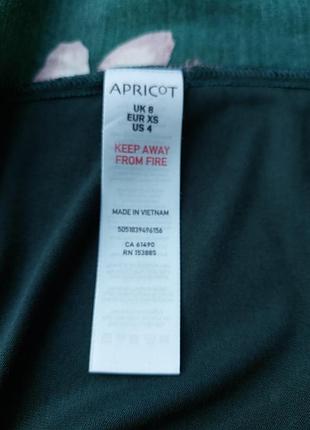 APRICOT
UK 8
EUR XS
US 4
KEEP AWAY
FROM FIRE
MADE IN VIETNAM
5051839496156
CA 61490
RN 153885